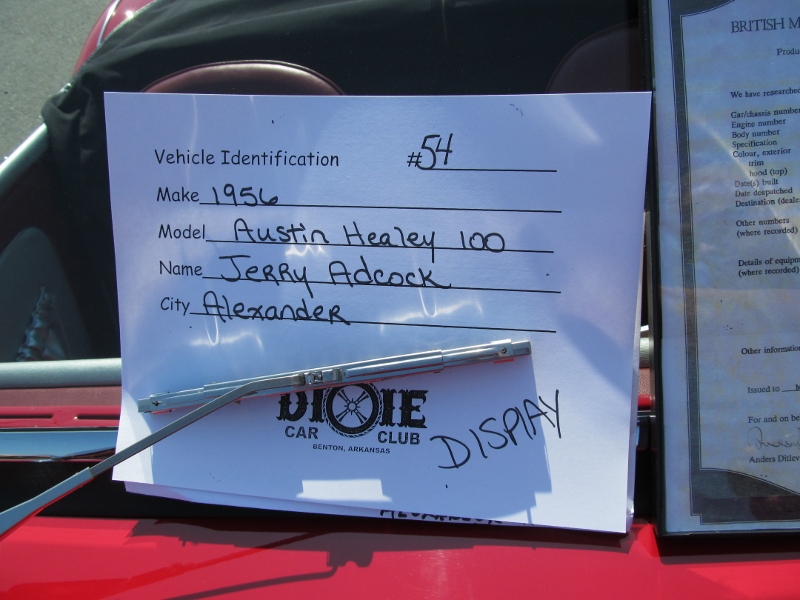 Vehicle Identification #54
Make 1956
Model Austin Healey 100
Name Jerry Adcock
City Alexander
DIXIE
CAR CLUB
BENTON, ARKANSAS
DISPLAY
BRITISH M
Produ
We have researched
Car/chassis number
Engine number
Body number
Specification
Colour, exterior
trim
hood (top)
Date(s) built
Date despatched
Destination (deale
Other numbers
(where recorded)
Details of equipm
(where recorded)
Other information
Issued to
For and on be
Anders Ditlev